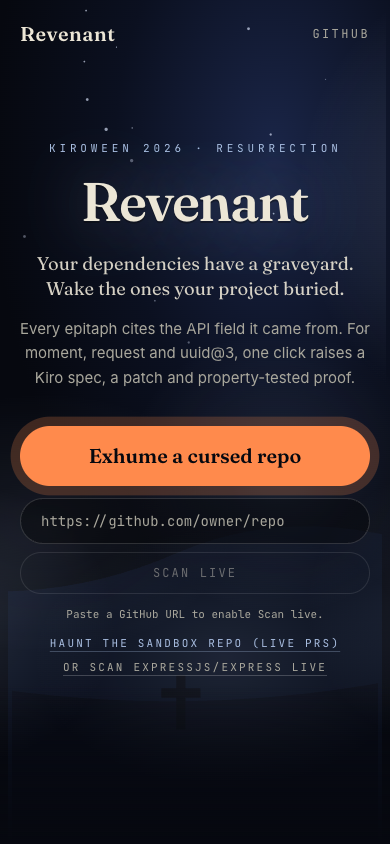 Revenant
GITHUB
KIROWEEN 2026 · RESURRECTION
Revenant
Your dependencies have a graveyard.
Wake the ones your project buried.
Every epitaph cites the API field it came from. For
moment, request and uuid@3, one click raises a
Kiro spec, a patch and property-tested proof.
Exhume a cursed repo
https://github.com/owner/repo
SCAN LIVE
Paste a GitHub URL to enable Scan live.
HAUNT THE SANDBOX REPO (LIVE PRS)
OR SCAN EXPRESSJS/EXPRESS LIVE